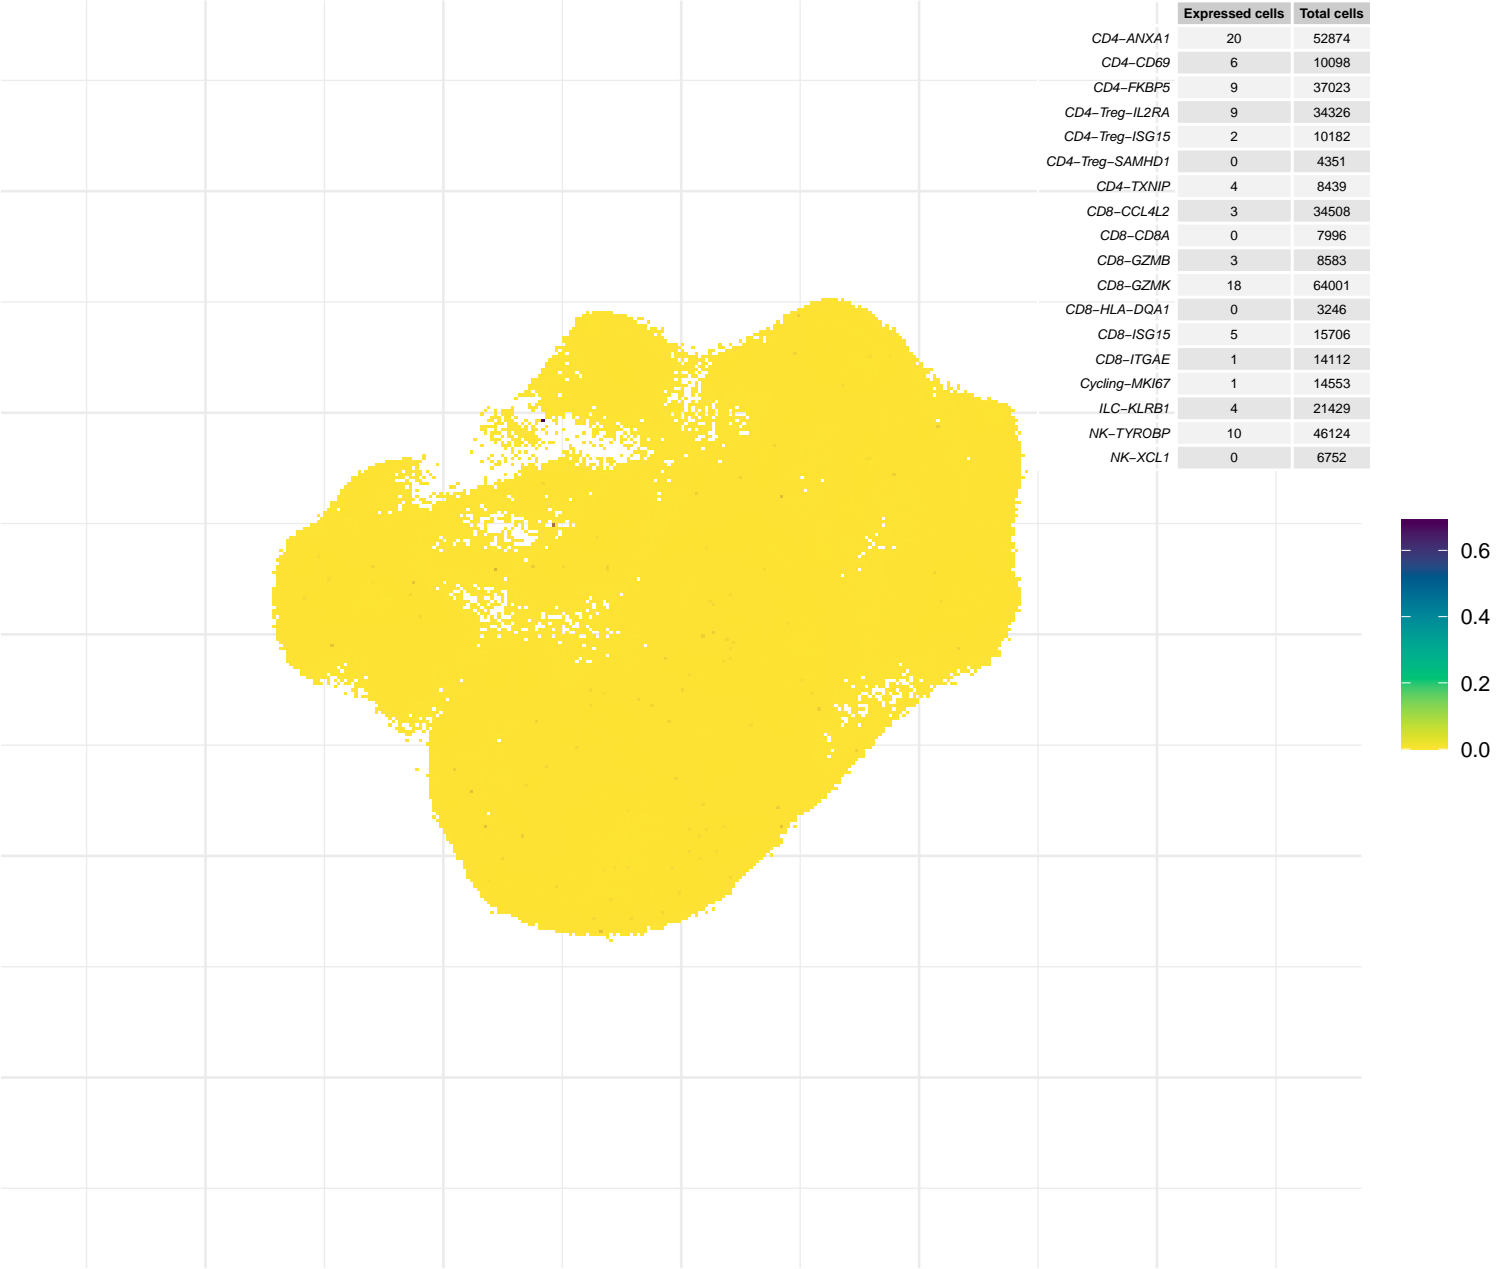 Expressed cells Total cells
CD4−ANXA1 20 52874
CD4−CD69 6 10098
CD4−FKBP5 9 37023
CD4−Treg−IL2RA 9 34326
CD4−Treg−ISG15 2 10182
CD4−Treg−SAMHD1 0 4351
CD4−TXNIP 4 8439
CD8−CCL4L2 3 34508
CD8−CD8A 0 7996
CD8−GZMB 3 8583
CD8−GZMK 18 64001
CD8−HLA−DQA1 0 3246
CD8−ISG15 5 15706
CD8−ITGAE 1 14112
Cycling−MKI67 1 14553
ILC−KLRB1 4 21429
NK−TYROBP 10 46124
NK−XCL1 0 6752
0.6
0.4
0.2
0.0